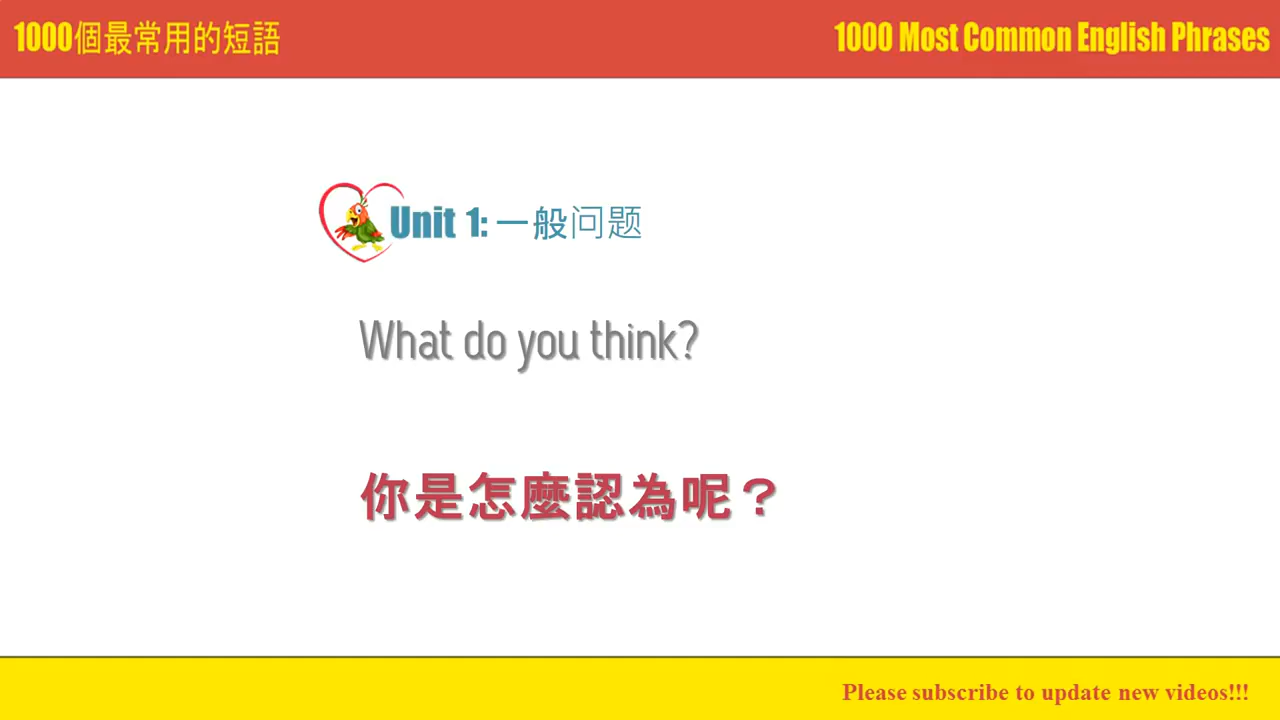 1000個最常用的短語
1000 Most Common English Phrases
Unit 1: 一般问题
What do you think?
你是怎麼認為呢？
Please subscribe to update new videos!!!